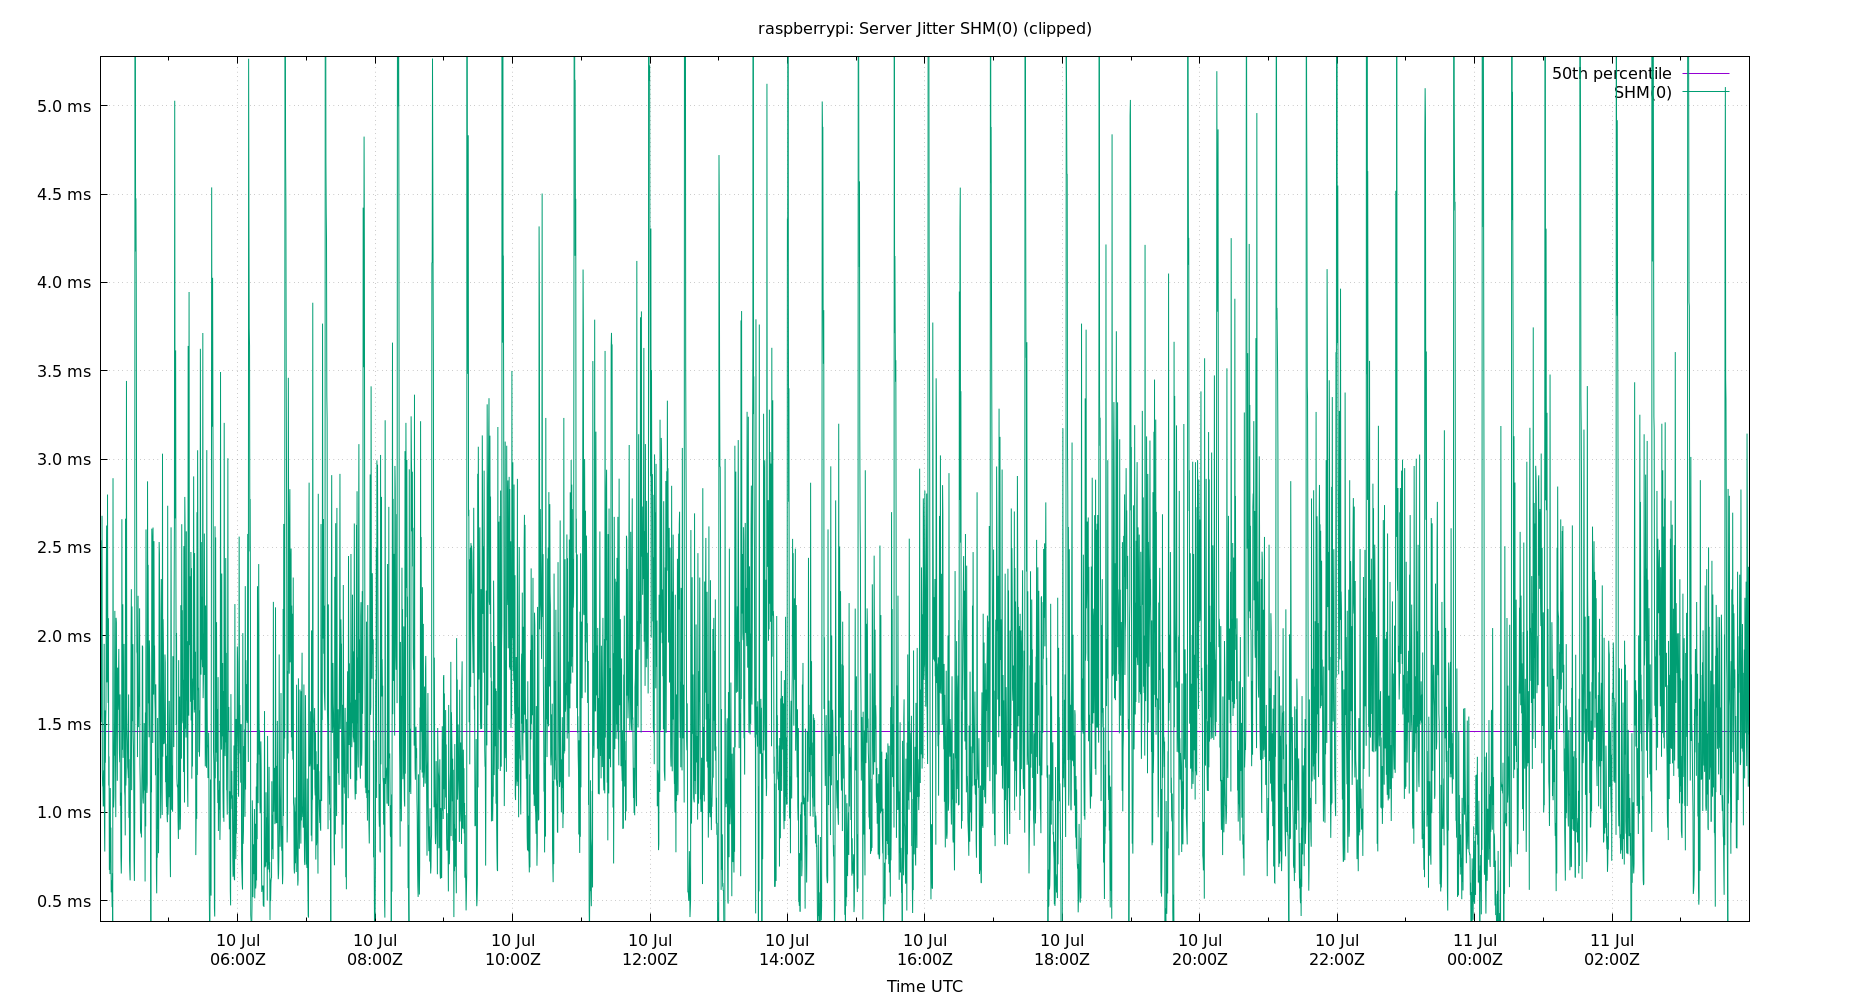 raspberrypi: Server Jitter SHM(0) (clipped)
50th percentile
SHM(0)
5.0 ms
4.5 ms
4.0 ms
3.5 ms
3.0 ms
2.5 ms
2.0 ms
1.5 ms
1.0 ms
0.5 ms
10 Jul 10 Jul 10 Jul 10 Jul 10 Jul 10 Jul 10 Jul 10 Jul 10 Jul 11 Jul 11 Jul
06:00Z 08:00Z 10:00Z 12:00Z 14:00Z 16:00Z 18:00Z 20:00Z 22:00Z 00:00Z 02:00Z
Time UTC